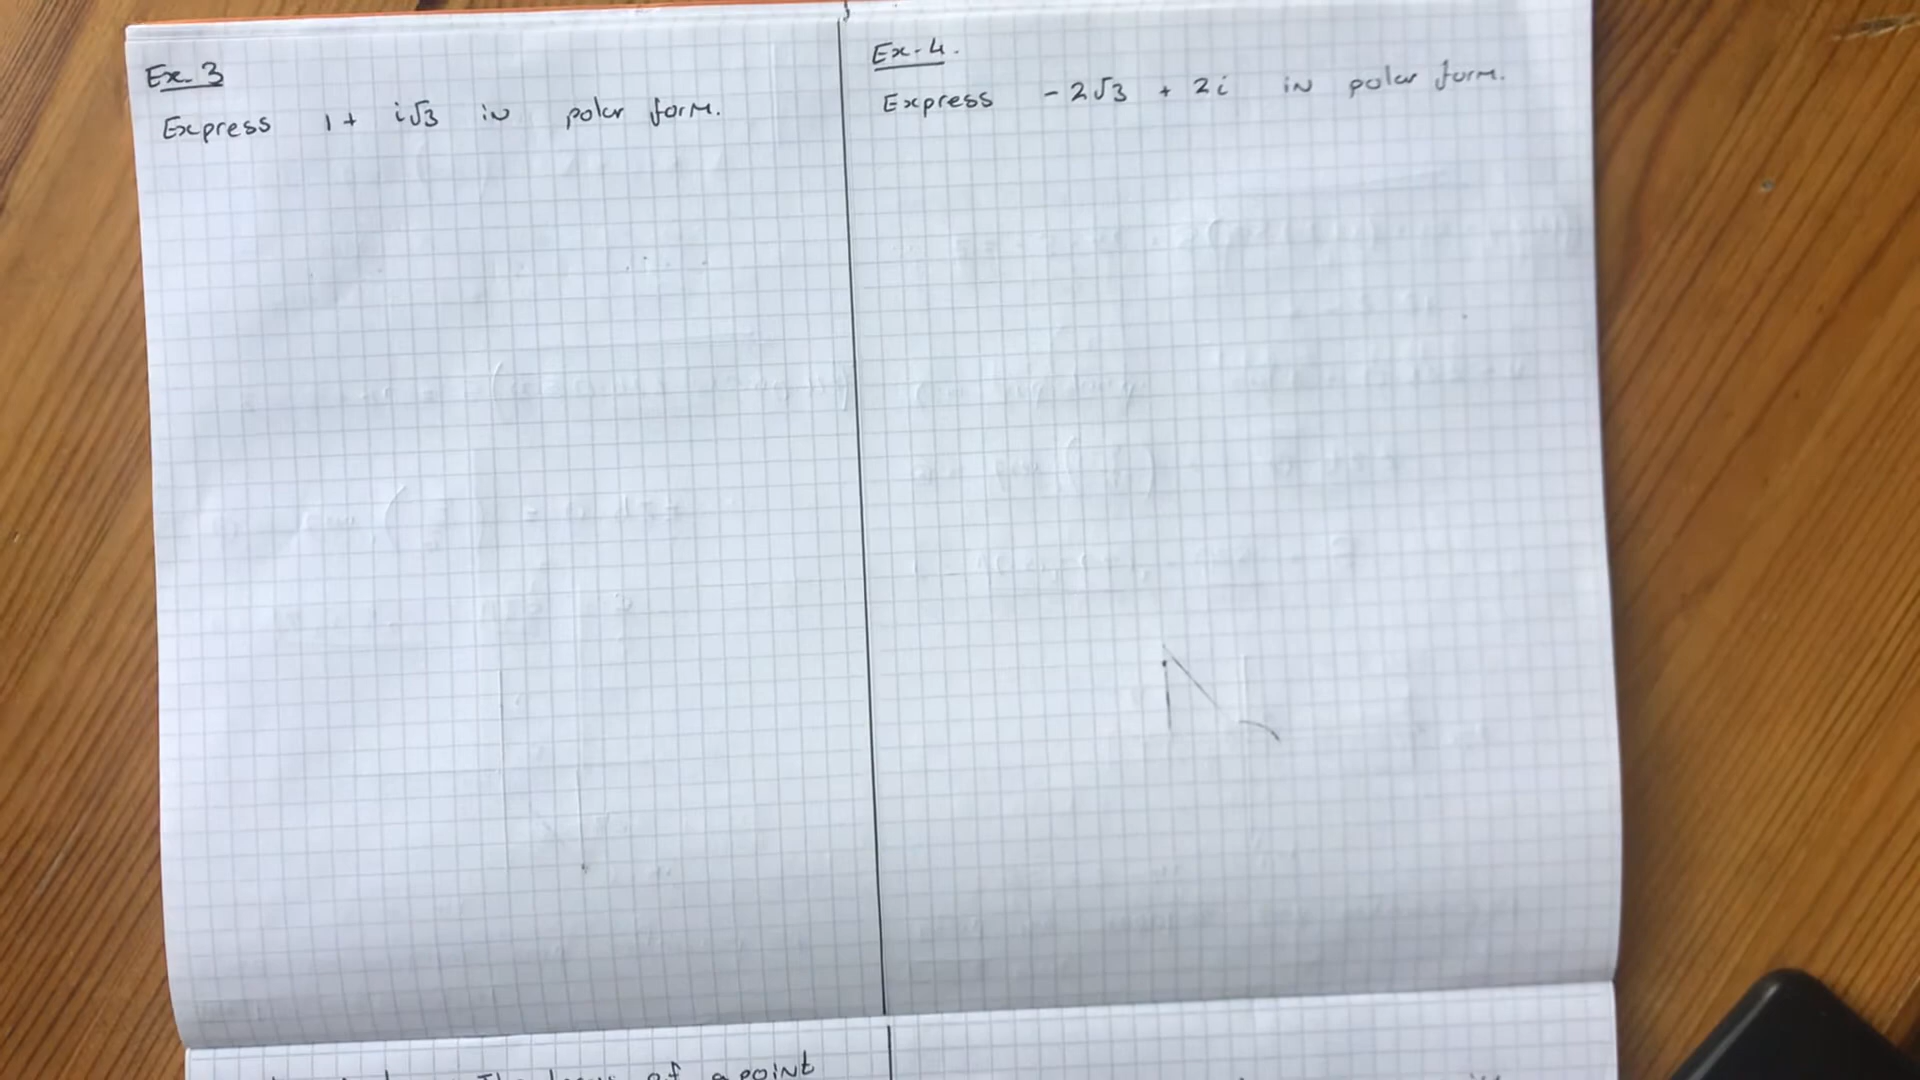 Ex. 3
Express 1 + i√3 in polar form.
Ex. 4.
Express - 2√3 + 2i in polar form.
of a point